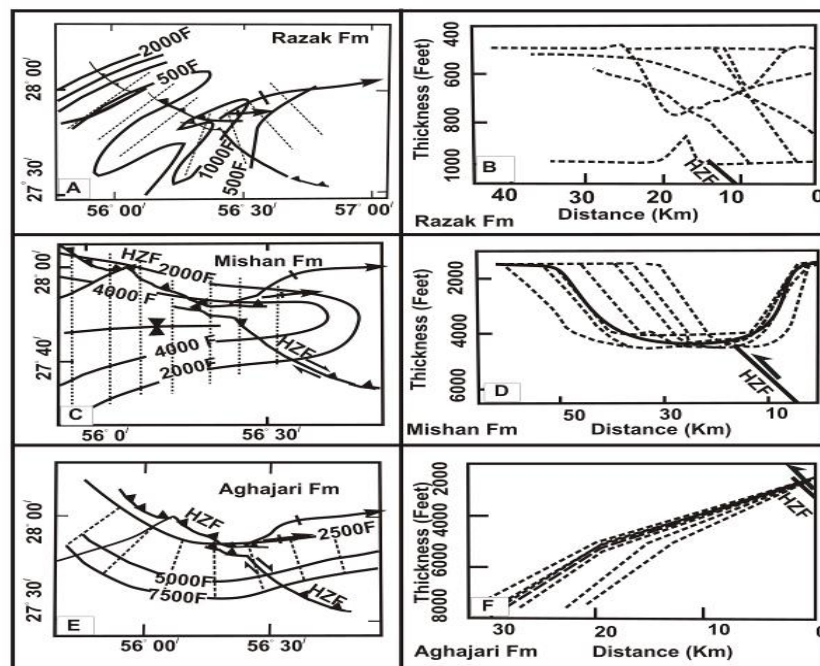 2000F
Razak Fm
500F
28° 00'
1000F
500F
27° 30'
A
56° 00'
56° 30'
57° 00'
Thickness (Feet)
400
600
800
1000
HZF
B
40
30
20
10
0
Distance (Km)
Razak Fm
HZF
Mishan Fm
28° 00'
2000F
4000 F
27° 40'
4000 F
HZF
2000F
C
56° 0'
56° 30'
Thickness (Feet)
2000
4000
6000
HZF
D
50
30
10
Mishan Fm
Distance (Km)
Aghajari Fm
HZF
28° 00'
2500F
5000F
7500F
27° 30'
HZF
E
56° 00'
56° 30'
Thickness (Feet)
2000
4000
6000
8000
HZF
F
30
20
10
0
Distance (Km)
Aghajari Fm